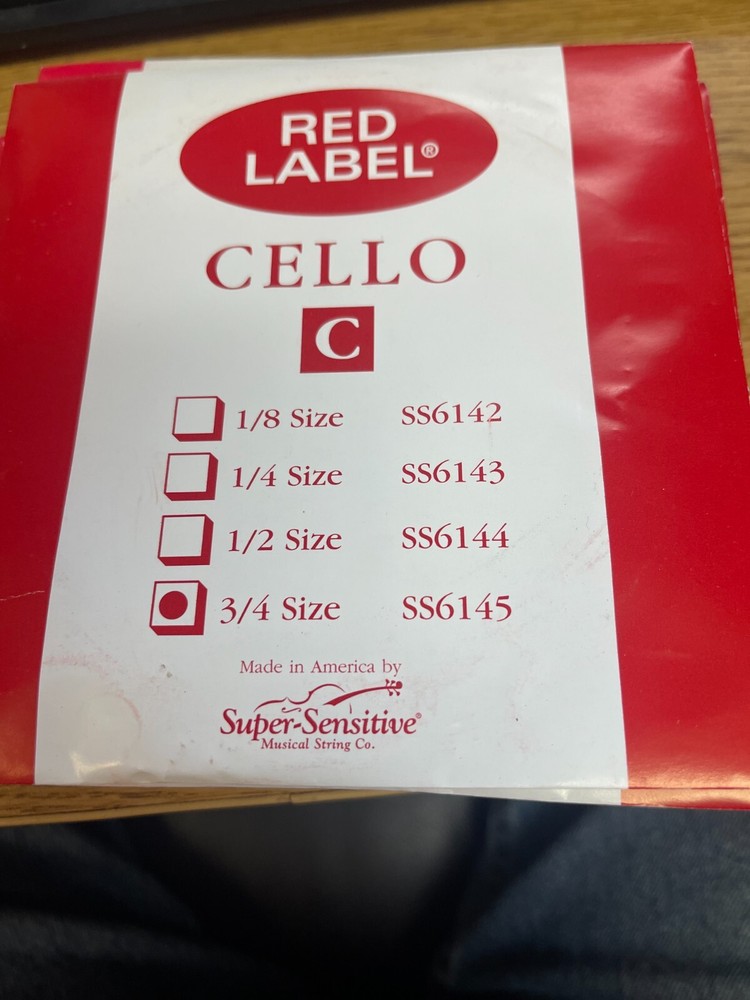 RED
LABEL®
CELLO
C
1/8 Size SS6142
1/4 Size SS6143
1/2 Size SS6144
3/4 Size SS6145
Made in America by
Super-Sensitive®
Musical String Co.